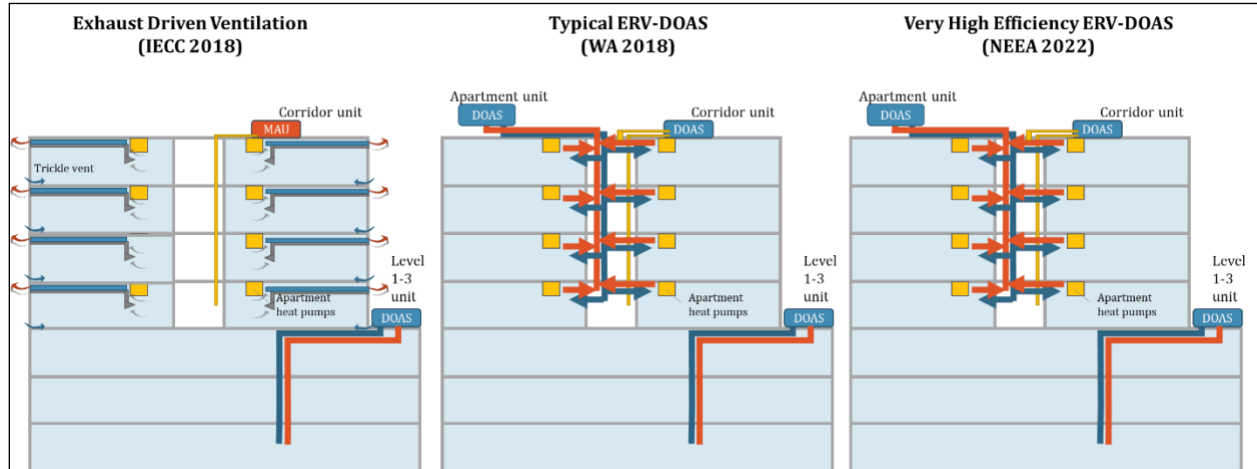 Exhaust Driven Ventilation
(IECC 2018)
Corridor unit
MAU
Trickle vent
Level
1-3
unit
Apartment
heat pumps
DOAS
Typical ERV-DOAS
(WA 2018)
Apartment unit
DOAS
Corridor unit
DOAS
Level
1-3
unit
Apartment
heat pumps
DOAS
Very High Efficiency ERV-DOAS
(NEEA 2022)
Apartment unit
DOAS
Corridor unit
DOAS
Level
1-3
unit
Apartment
heat pumps
DOAS